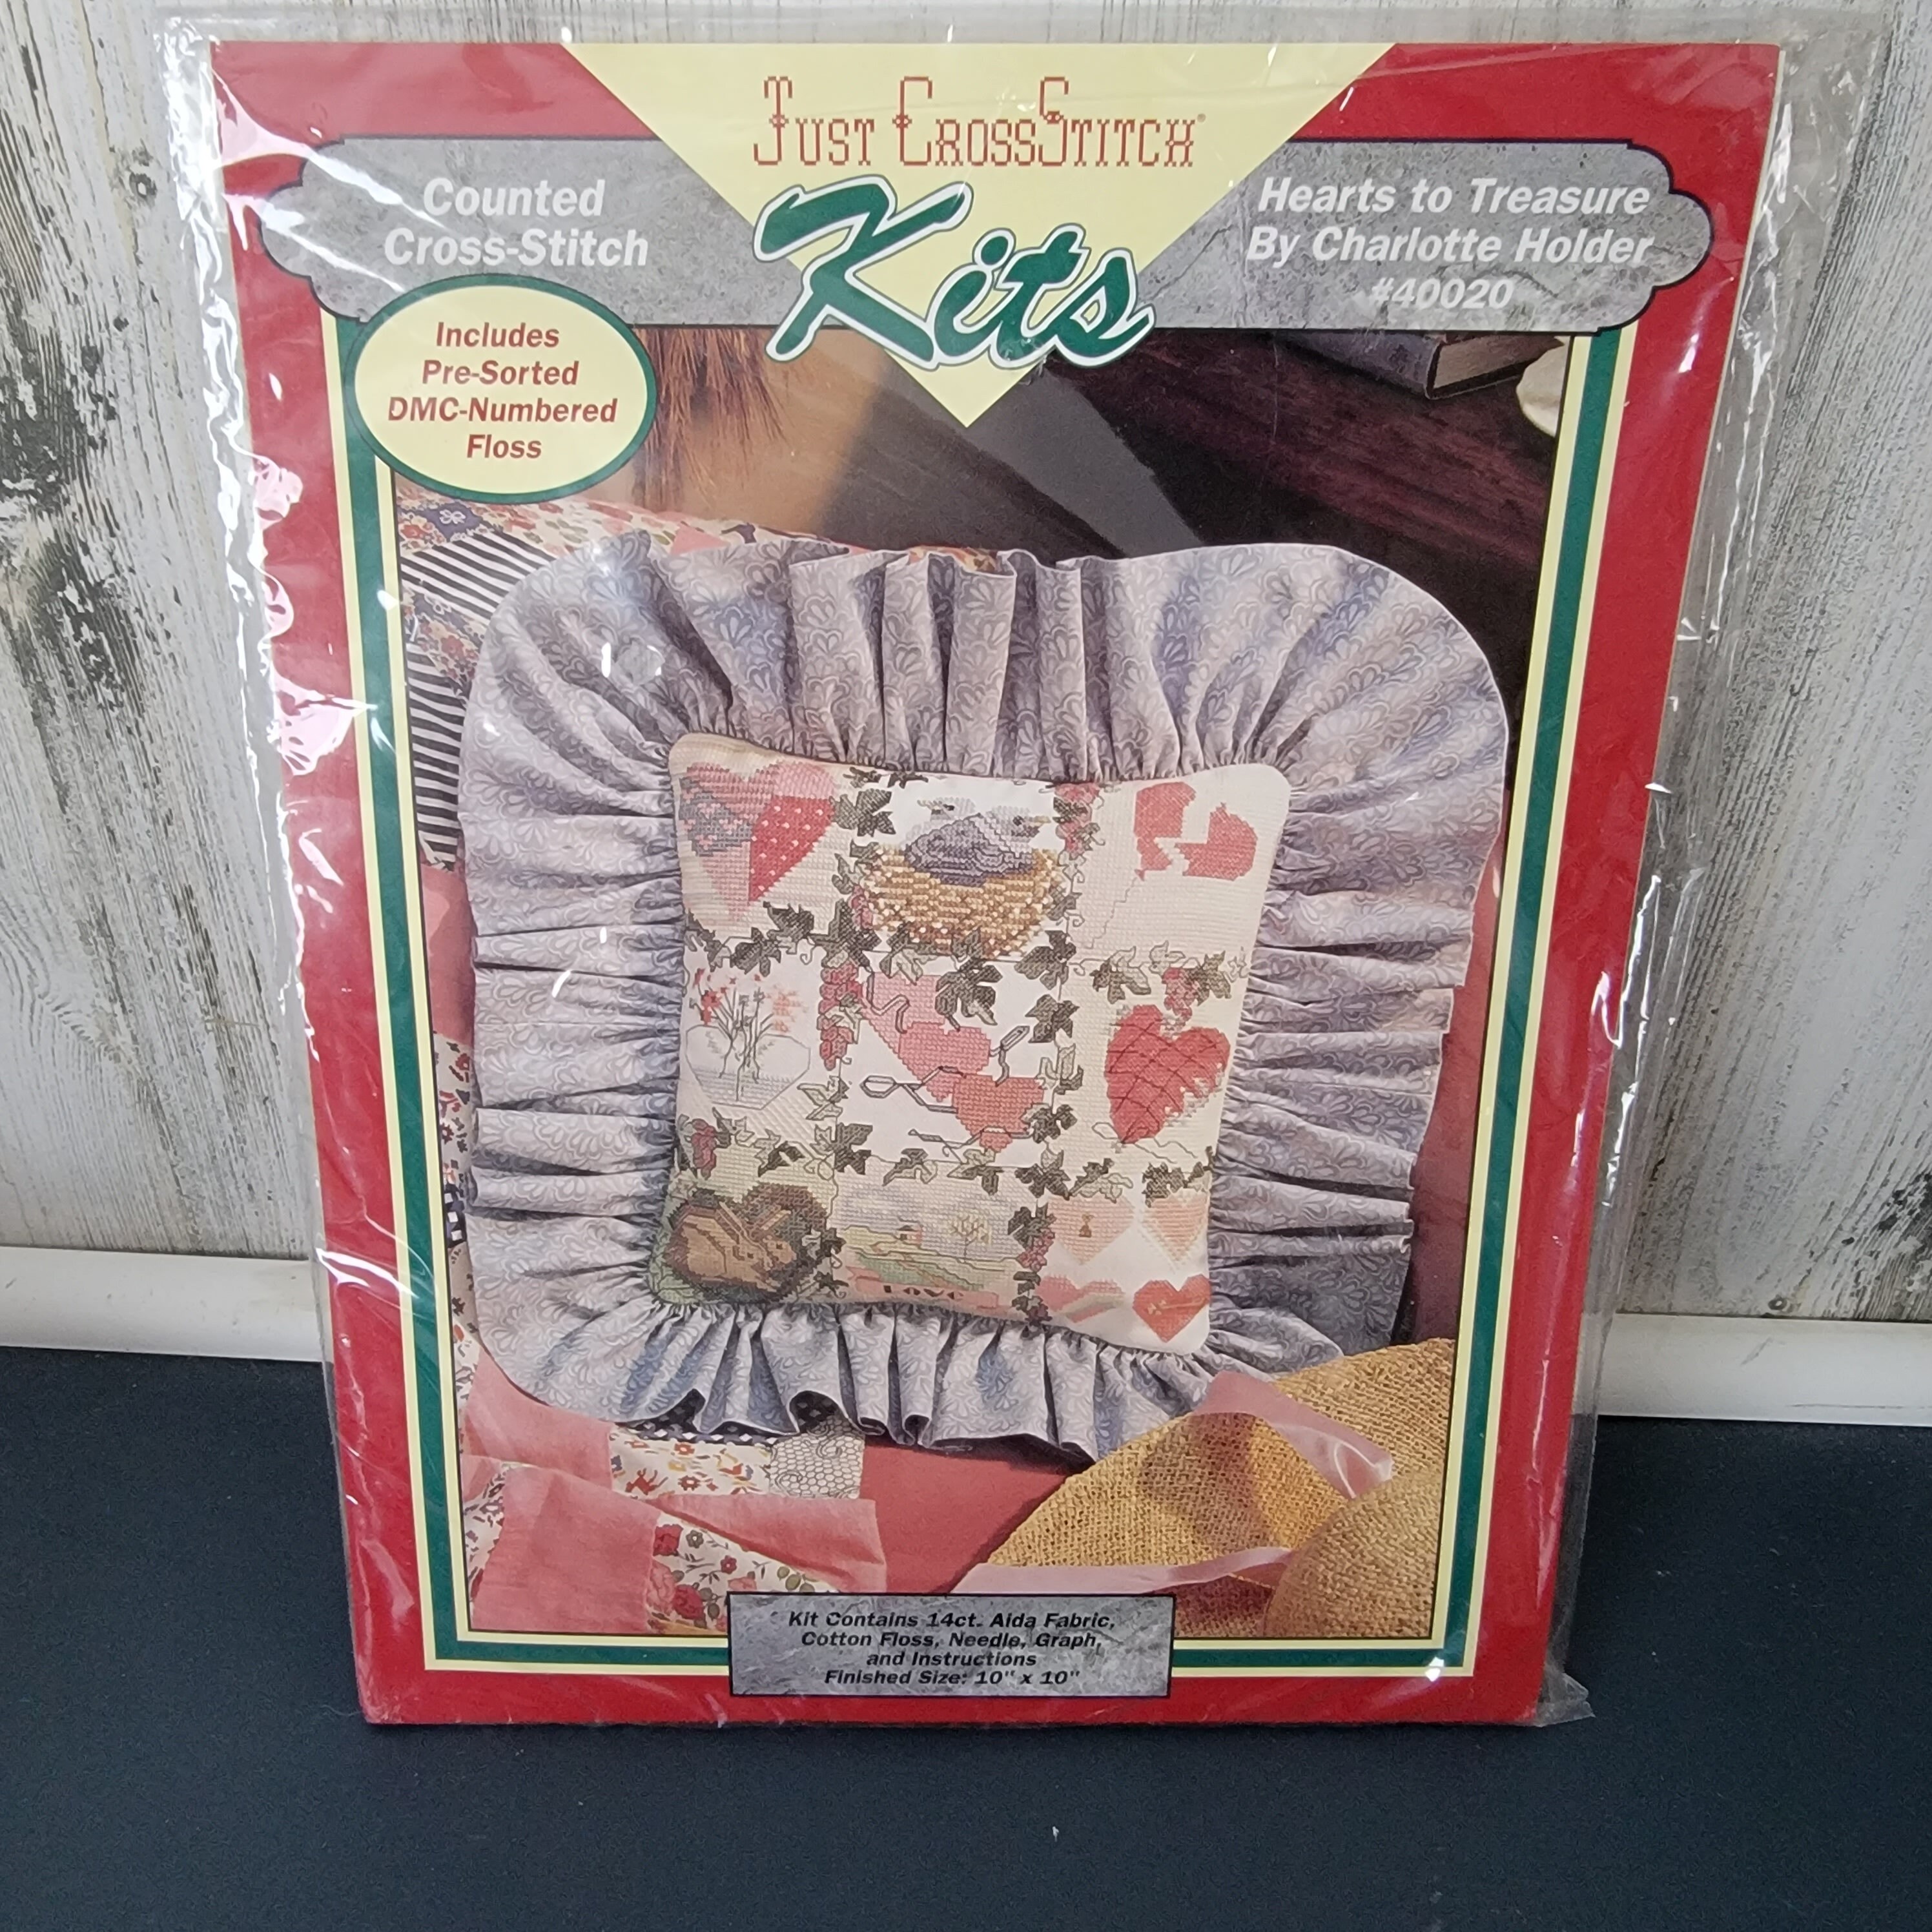 Just CrossStitch®
Kits
Counted
Cross-Stitch
Hearts to Treasure
By Charlotte Holder
#40020
Includes
Pre-Sorted
DMC-Numbered
Floss
Love
Kit Contains 14ct. Aida Fabric,
Cotton Floss, Needle, Graph,
and Instructions
Finished Size: 10" x 10"